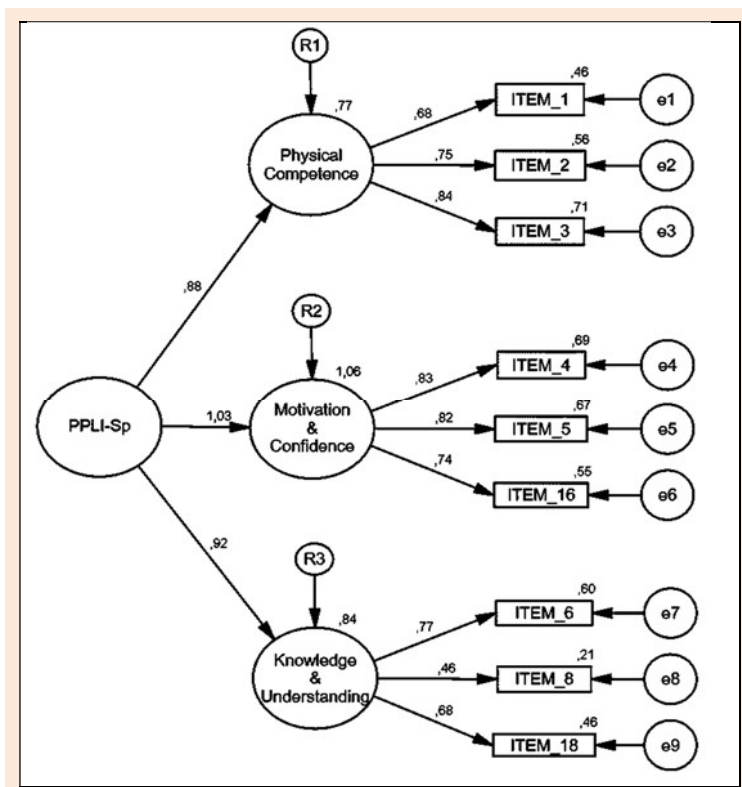 R1
,77
Physical
Competence
,68
,75
,84
,46
ITEM_1
e1
,56
ITEM_2
e2
,71
ITEM_3
e3
,88
R2
1,06
PPLI-Sp
1,03
Motivation
&
Confidence
,83
,82
,74
,69
ITEM_4
e4
,67
ITEM_5
e5
,55
ITEM_16
e6
,92
R3
,84
Knowledge
&
Understanding
,77
,46
,68
,60
ITEM_6
e7
,21
ITEM_8
e8
,46
ITEM_18
e9